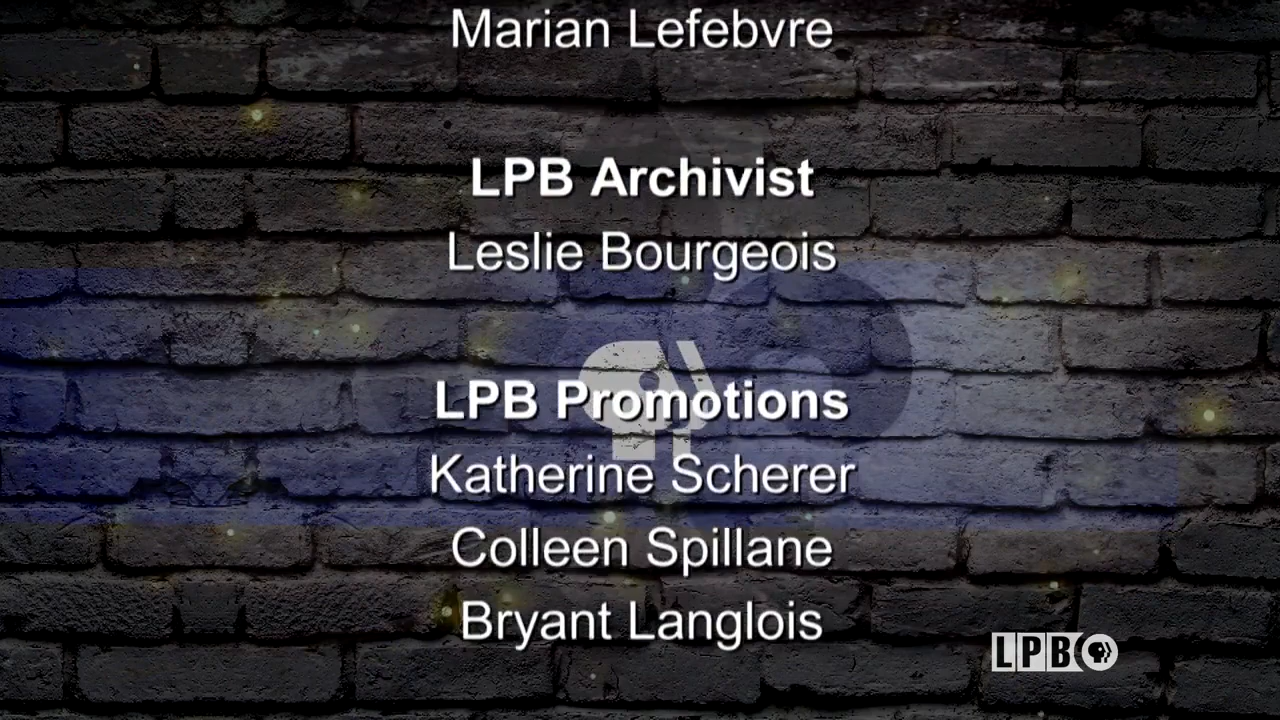 Marian Lefebvre
LPB Archivist
Leslie Bourgeois
LPB Promotions
Katherine Scherer
Colleen Spillane
Bryant Langlois
LPB